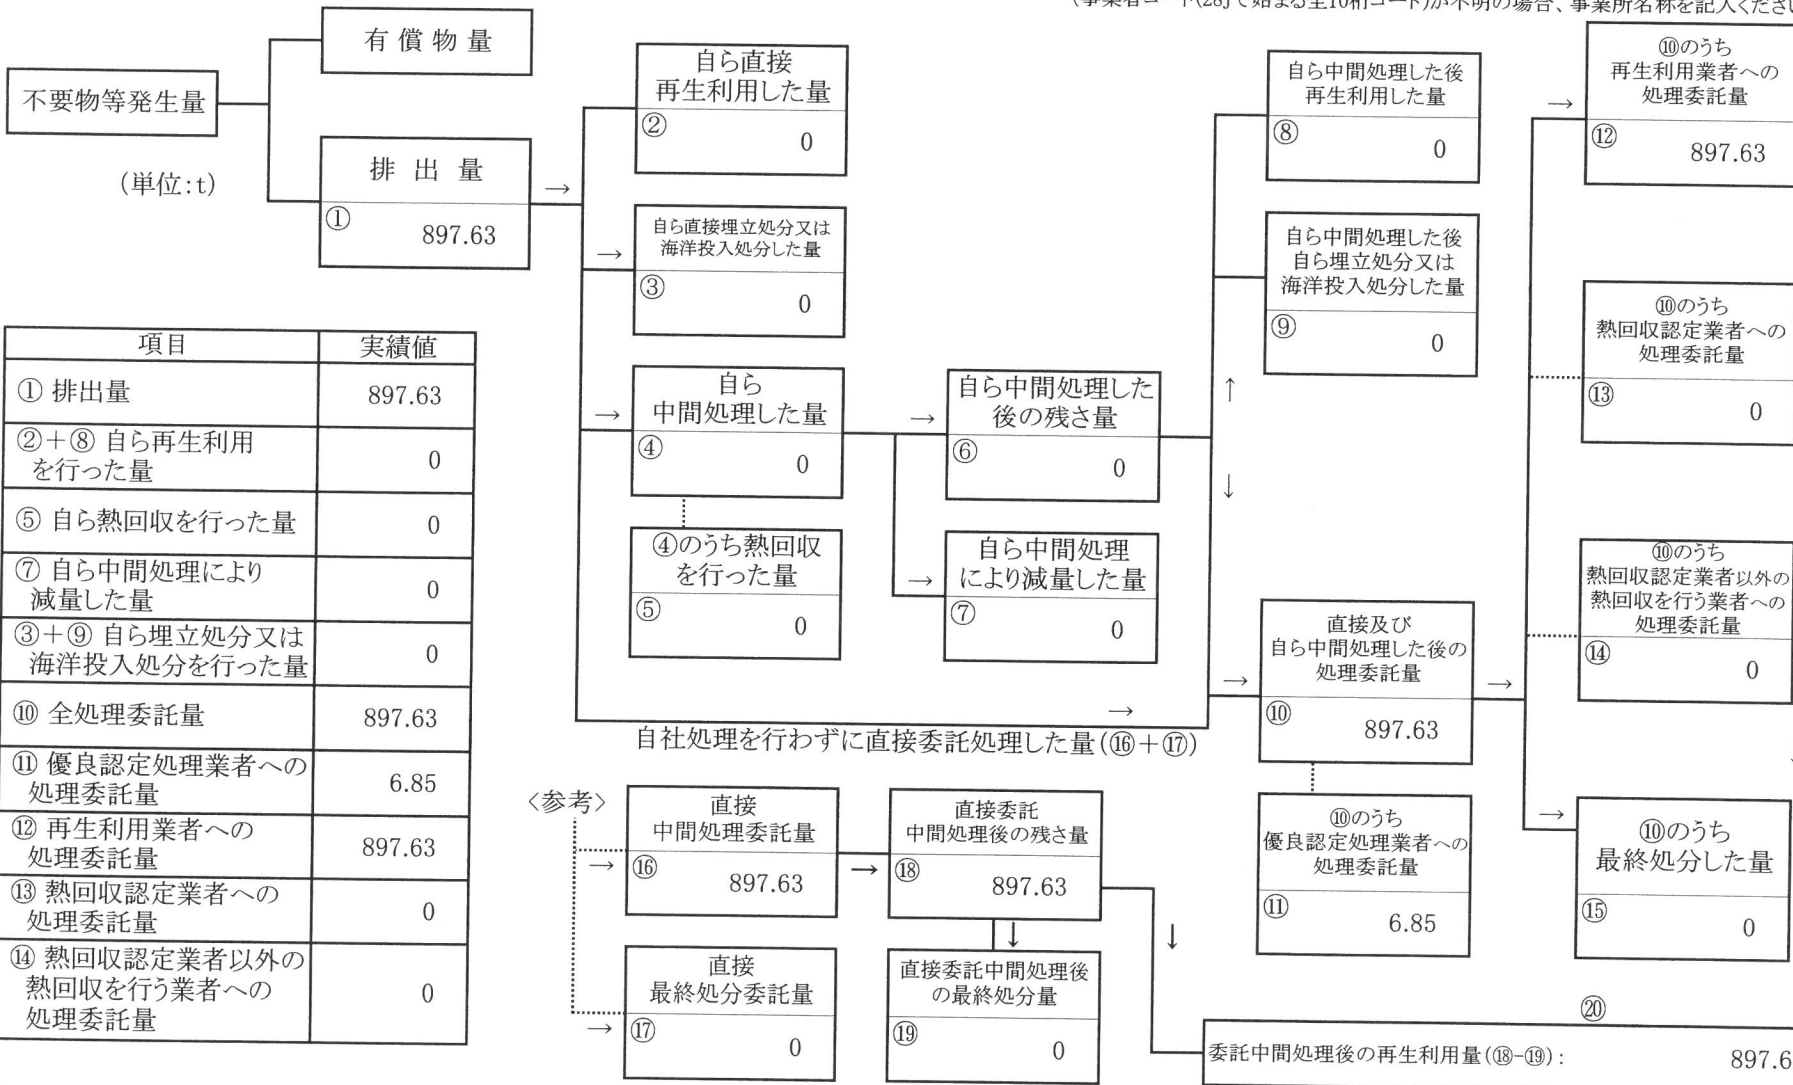 (事業者コード(28」で始まる全10桁コード)が不明の場合、事業所名称を記入くださ
不要物等発生量
有償物量
(単位:t)
排出量
① 897.63
自ら直接
再生利用した量
② 0
自ら直接埋立処分又は
海洋投入処分した量
③ 0
自ら
中間処理した量
④ 0
④のうち熱回収
を行った量
⑤ 0
自ら中間処理した
後の残さ量
⑥ 0
自ら中間処理
により減量した量
⑦ 0
自ら中間処理した後
再生利用した量
⑧ 0
自ら中間処理した後
自ら埋立処分又は
海洋投入処分した量
⑨ 0
直接及び
自ら中間処理した後の
処理委託量
⑩ 897.63
⑩のうち
優良認定処理業者への
処理委託量
⑪ 6.85
⑩のうち
再生利用業者への
処理委託量
⑫ 897.63
⑩のうち
熱回収認定業者への
処理委託量
⑬ 0
⑩のうち
熱回収認定業者以外の
熱回収を行う業者への
処理委託量
⑭ 0
⑩のうち
最終処分した量
⑮ 0
自社処理を行わずに直接委託処理した量(⑯+⑰)
〈参考〉
直接
中間処理委託量
⑯ 897.63
直接
最終処分委託量
⑰ 0
直接委託
中間処理後の残さ量
⑱ 897.63
直接委託中間処理後
の最終処分量
⑲ 0
⑳
委託中間処理後の再生利用量(⑱-⑲): 897.6
項目 実績値
① 排出量 897.63
②+⑧ 自ら再生利用
を行った量 0
⑤ 自ら熱回収を行った量 0
⑦ 自ら中間処理により
減量した量 0
③+⑨ 自ら埋立処分又は
海洋投入処分を行った量 0
⑩ 全処理委託量 897.63
⑪ 優良認定処理業者への
処理委託量 6.85
⑫ 再生利用業者への
処理委託量 897.63
⑬ 熱回収認定業者への
処理委託量 0
⑭ 熱回収認定業者以外の
熱回収を行う業者への
処理委託量 0